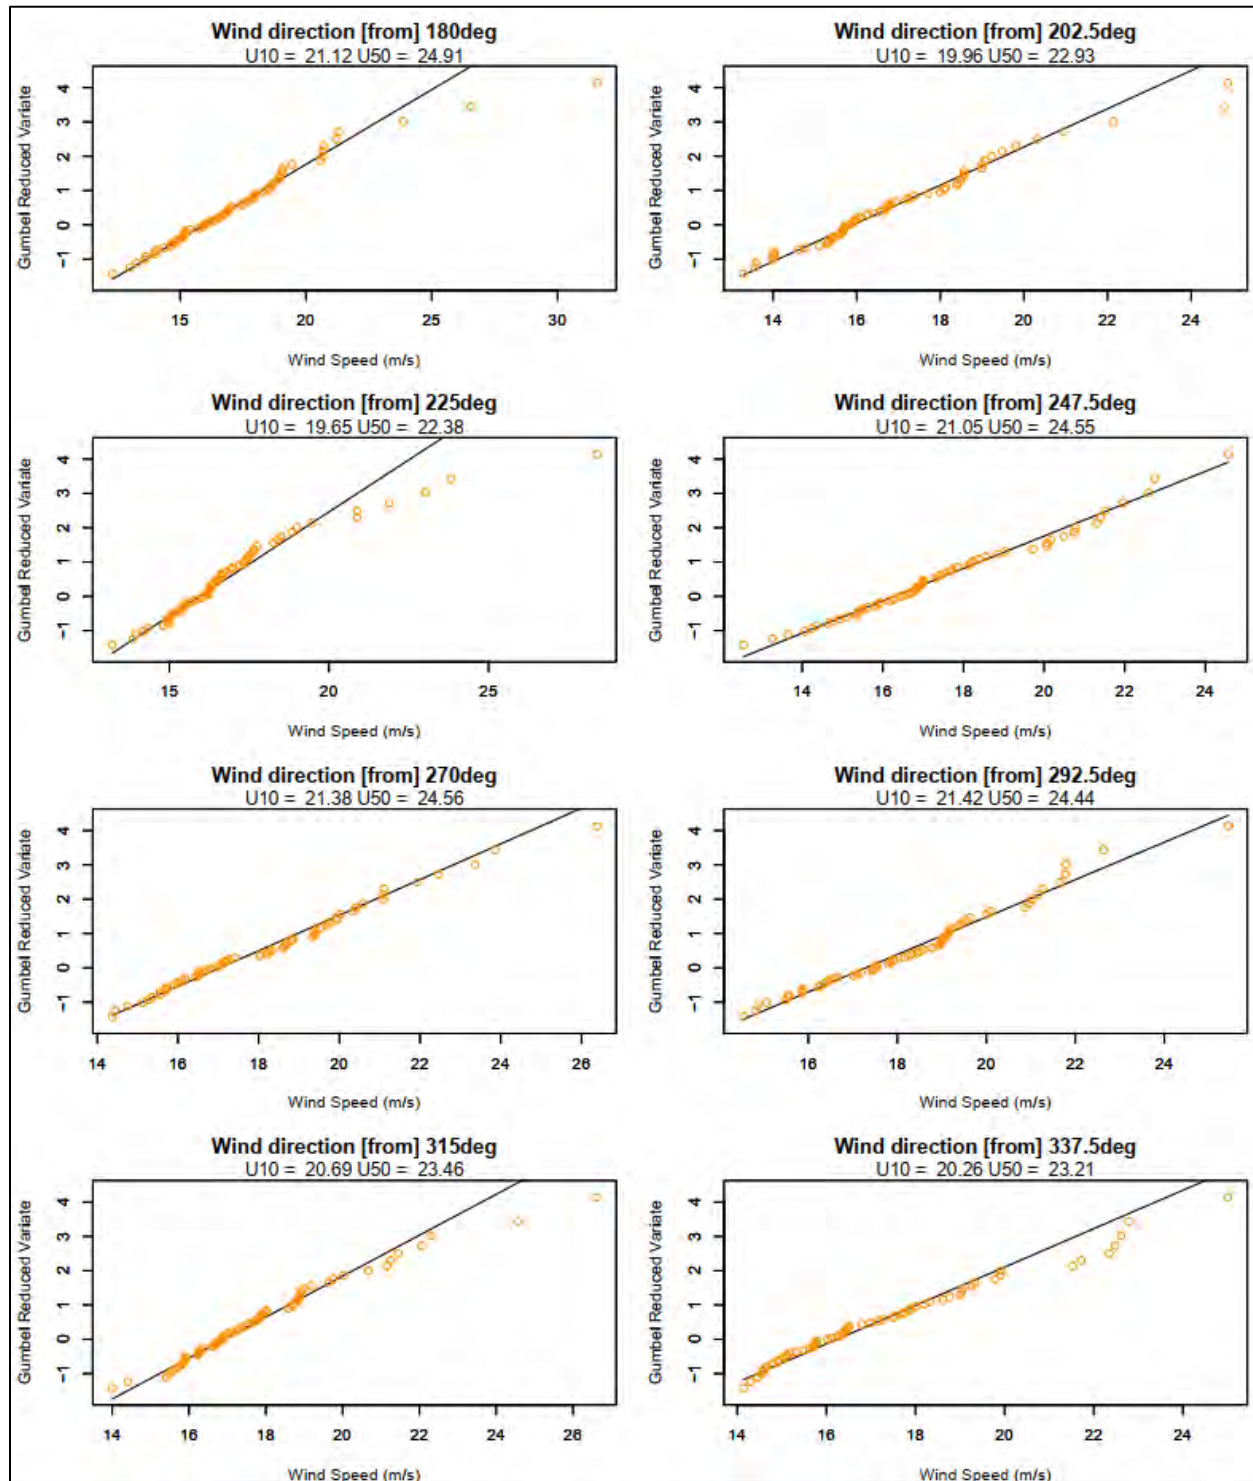 Wind direction [from] 180deg
U10 = 21.12 U50 = 24.91
Gumbel Reduced Variate
4
3
2
1
0
−1
15 20 25 30
Wind Speed (m/s)
Wind direction [from] 202.5deg
U10 = 19.96 U50 = 22.93
Gumbel Reduced Variate
4
3
2
1
0
−1
14 16 18 20 22 24
Wind Speed (m/s)
Wind direction [from] 225deg
U10 = 19.65 U50 = 22.38
Gumbel Reduced Variate
4
3
2
1
0
−1
15 20 25
Wind Speed (m/s)
Wind direction [from] 247.5deg
U10 = 21.05 U50 = 24.55
Gumbel Reduced Variate
4
3
2
1
0
−1
14 16 18 20 22 24
Wind Speed (m/s)
Wind direction [from] 270deg
U10 = 21.38 U50 = 24.56
Gumbel Reduced Variate
4
3
2
1
0
−1
14 16 18 20 22 24 26
Wind Speed (m/s)
Wind direction [from] 292.5deg
U10 = 21.42 U50 = 24.44
Gumbel Reduced Variate
4
3
2
1
0
−1
16 18 20 22 24
Wind Speed (m/s)
Wind direction [from] 315deg
U10 = 20.69 U50 = 23.46
Gumbel Reduced Variate
4
3
2
1
0
−1
14 16 18 20 22 24 26
Wind Speed (m/s)
Wind direction [from] 337.5deg
U10 = 20.26 U50 = 23.21
Gumbel Reduced Variate
4
3
2
1
0
−1
14 16 18 20 22 24
Wind Speed (m/s)